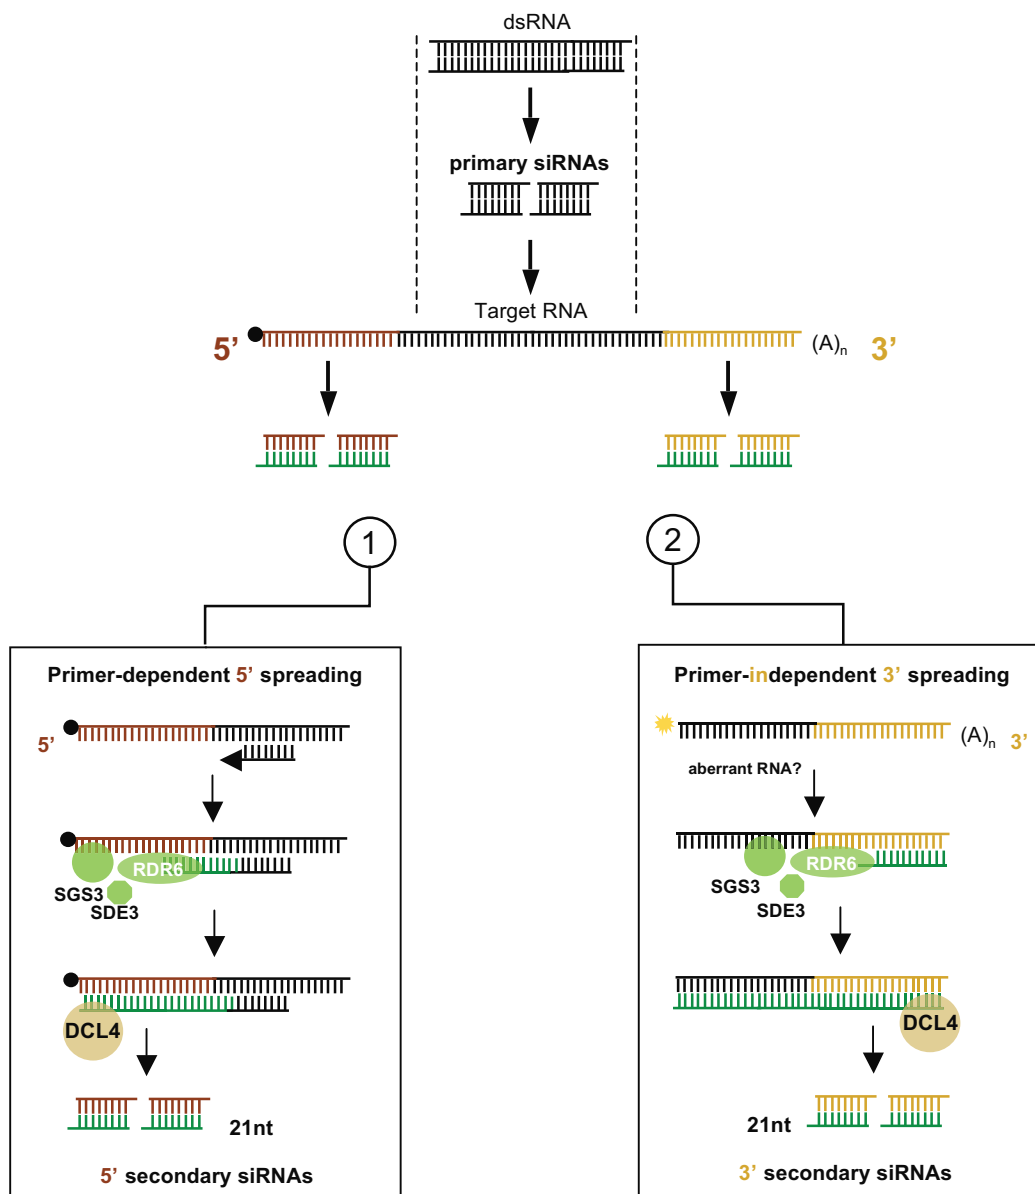 dsRNA
primary siRNAs
Target RNA
5’ (A)n 3’
1
2
Primer-dependent 5’ spreading
5’
RDR6
SGS3
SDE3
DCL4
21nt
5’ secondary siRNAs
Primer-independent 3’ spreading
(A)n 3’
aberrant RNA?
RDR6
SGS3
SDE3
DCL4
21nt
3’ secondary siRNAs